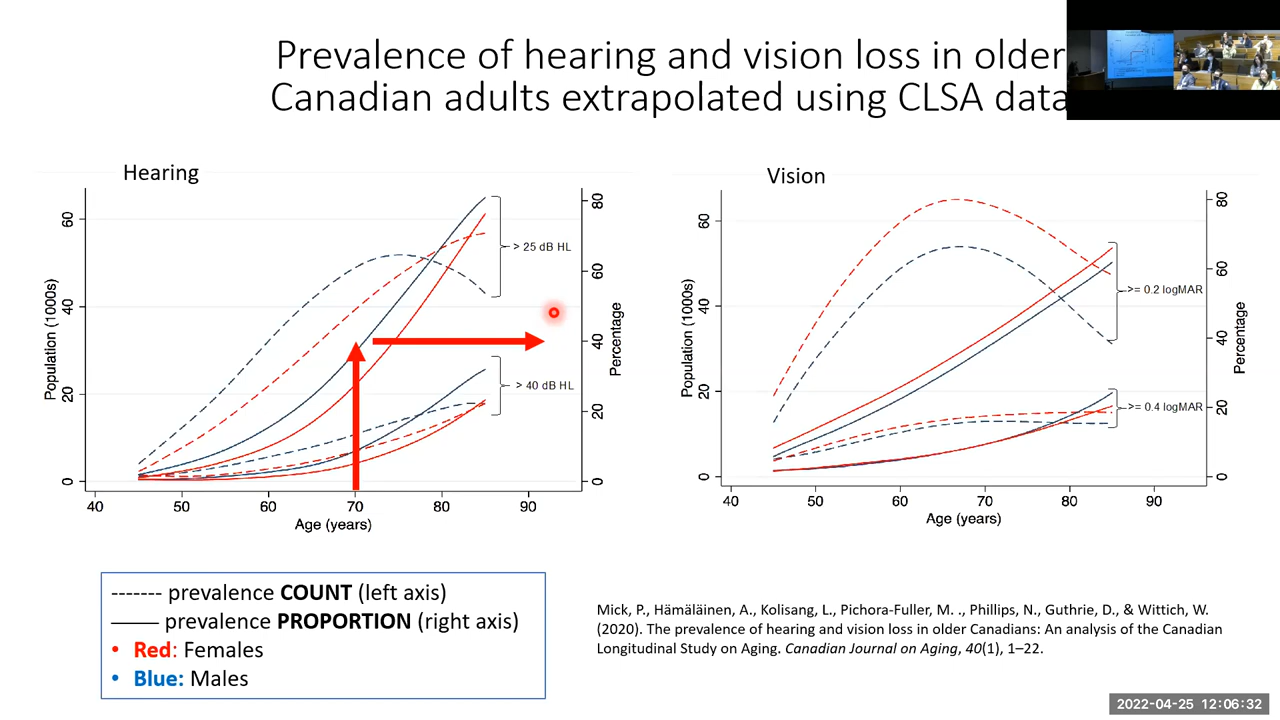 Prevalence of hearing and vision loss in older
Canadian adults extrapolated using CLSA data
Hearing
60
40
20
0
Population (1000s)
80
60
40
20
0
Percentage
> 25 dB HL
> 40 dB HL
40 50 60 70 80 90
Age (years)
Vision
60
40
20
0
Population (1000s)
80
60
40
20
0
Percentage
>= 0.2 logMAR
>= 0.4 logMAR
40 50 60 70 80 90
Age (years)
------- prevalence COUNT (left axis)
—— prevalence PROPORTION (right axis)
• Red: Females
• Blue: Males
Mick, P., Hämäläinen, A., Kolisang, L., Pichora-Fuller, M. ., Phillips, N., Guthrie, D., & Wittich, W.
(2020). The prevalence of hearing and vision loss in older Canadians: An analysis of the Canadian
Longitudinal Study on Aging. Canadian Journal on Aging, 40(1), 1–22.
2022-04-25 12:06:32